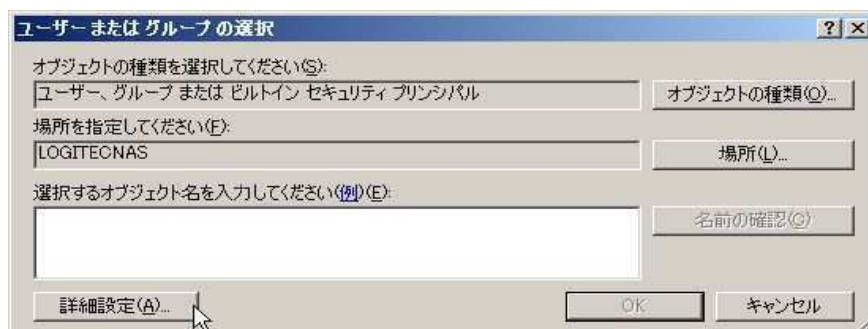 ユーザー または グループ の選択
オブジェクトの種類を選択してください(S):
ユーザー、グループ または ビルトイン セキュリティ プリンシパル
オブジェクトの種類(O)...
場所を指定してください(F):
LOGITECNAS
場所(L)...
選択するオブジェクト名を入力してください(例)(E):
名前の確認(C)
詳細設定(A)...
OK
キャンセル